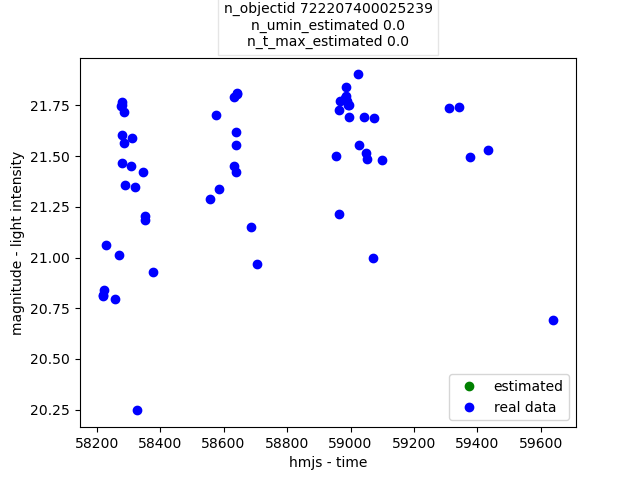 n_objectid 722207400025239
n_umin_estimated 0.0
n_t_max_estimated 0.0
magnitude - light intensity
21.75
21.50
21.25
21.00
20.75
20.50
20.25
estimated
real data
58200 58400 58600 58800 59000 59200 59400 59600
hmjs - time